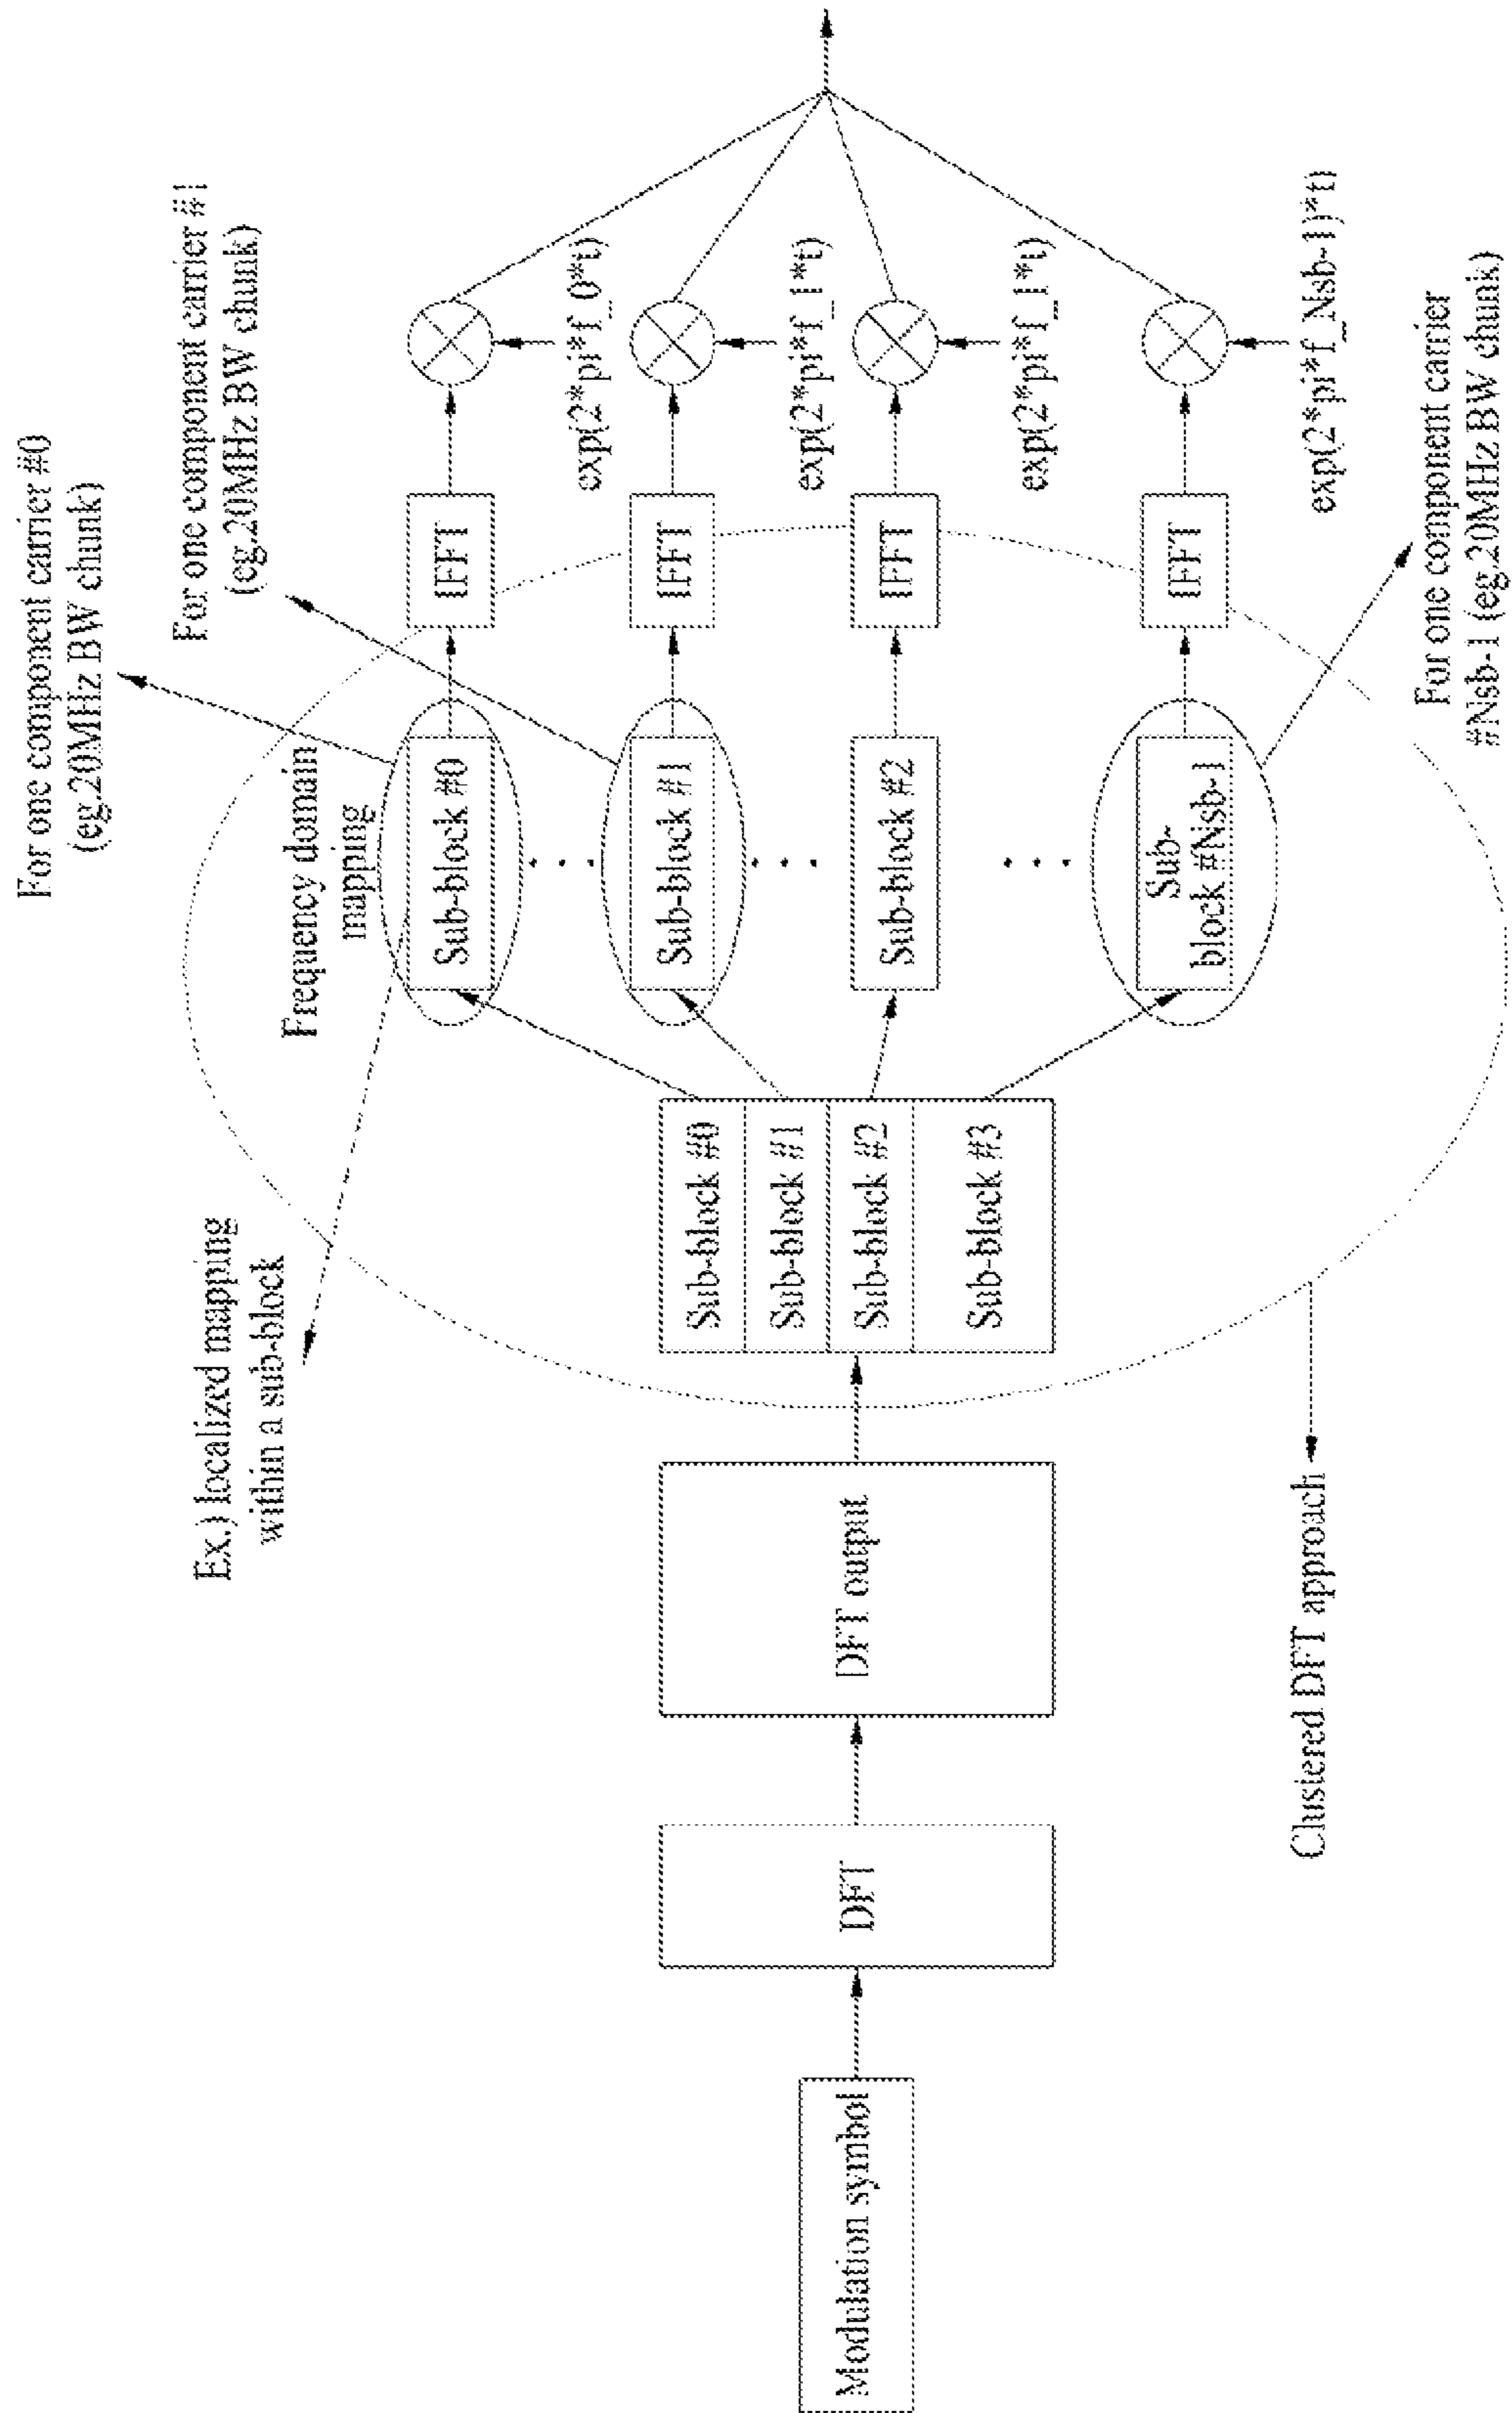 For one component carrier #0
(eg.20MHz BW chunk)
For one component carrier #1
(eg.20MHz BW chunk)
Ex.) localized mapping
within a sub-block
Frequency domain
mapping
Modulation symbol
DFT
DFT output
Sub-block #0
Sub-block #1
Sub-block #2
Sub-block #3
Sub-block #0
IFFT
exp(2*pi*f_0*t)
Sub-block #1
IFFT
exp(2*pi*f_1*t)
Sub-block #2
IFFT
exp(2*pi*f_1*t)
Sub-
block #Nsb-1
IFFT
exp(2*pi*f_Nsb-1)*t)
Clustered DFT approach
For one component carrier
#Nsb-1 (eg.20MHz BW chunk)